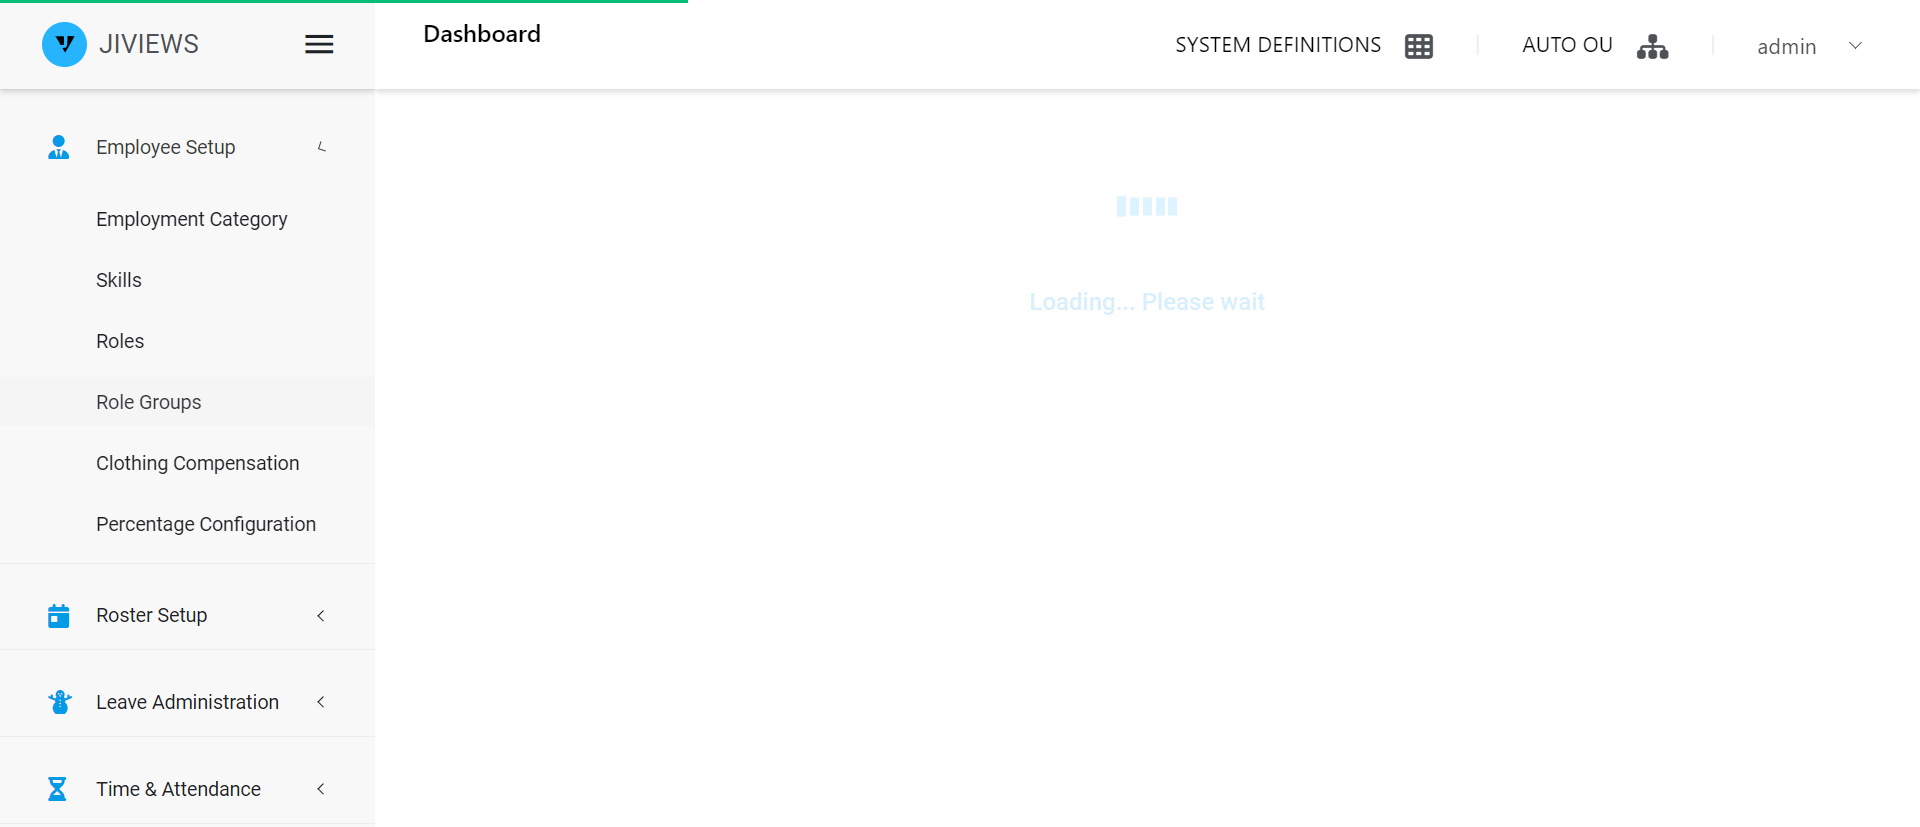 JIVIEWS
Dashboard
SYSTEM DEFINITIONS
AUTO OU
admin
Employee Setup
Employment Category
Skills
Roles
Role Groups
Clothing Compensation
Percentage Configuration
Roster Setup
Leave Administration
Time & Attendance
Loading... Please wait